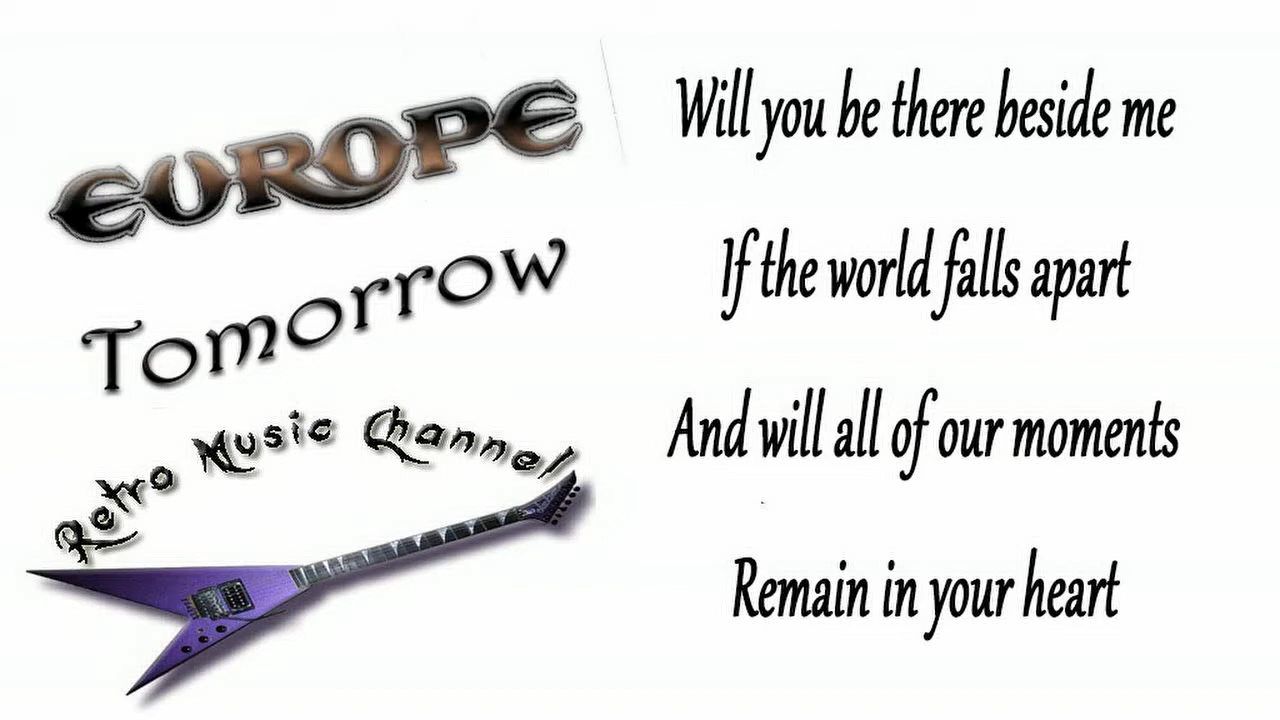 EUROPE
Tomorrow
Retro Music Channel
Will you be there beside me
If the world falls apart
And will all of our moments
Remain in your heart